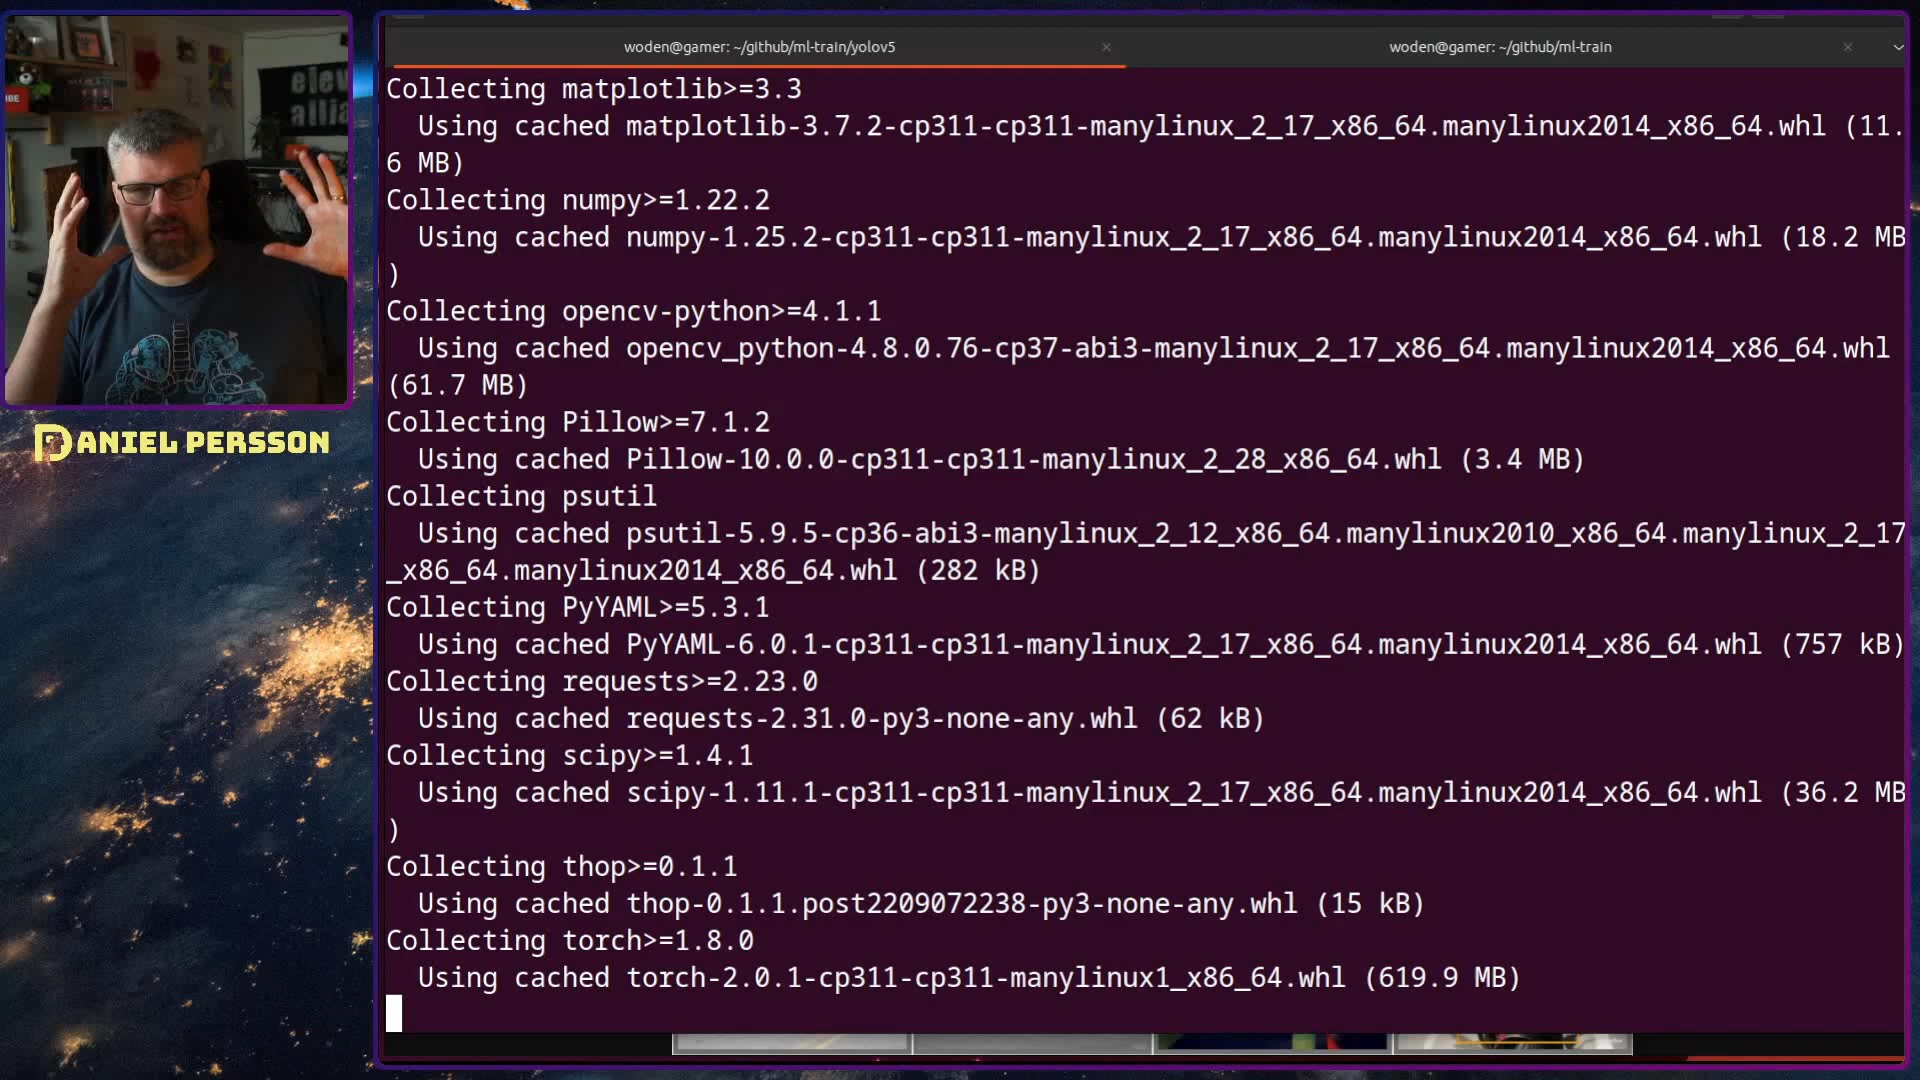 woden@gamer: ~/github/ml-train/yolov5
woden@gamer: ~/github/ml-train
BE
elev
allia
DANIEL PERSSON
Collecting matplotlib>=3.3
Using cached matplotlib-3.7.2-cp311-cp311-manylinux_2_17_x86_64.manylinux2014_x86_64.whl (11.
6 MB)
Collecting numpy>=1.22.2
Using cached numpy-1.25.2-cp311-cp311-manylinux_2_17_x86_64.manylinux2014_x86_64.whl (18.2 MB
)
Collecting opencv-python>=4.1.1
Using cached opencv_python-4.8.0.76-cp37-abi3-manylinux_2_17_x86_64.manylinux2014_x86_64.whl
(61.7 MB)
Collecting Pillow>=7.1.2
Using cached Pillow-10.0.0-cp311-cp311-manylinux_2_28_x86_64.whl (3.4 MB)
Collecting psutil
Using cached psutil-5.9.5-cp36-abi3-manylinux_2_12_x86_64.manylinux2010_x86_64.manylinux_2_17
_x86_64.manylinux2014_x86_64.whl (282 kB)
Collecting PyYAML>=5.3.1
Using cached PyYAML-6.0.1-cp311-cp311-manylinux_2_17_x86_64.manylinux2014_x86_64.whl (757 kB)
Collecting requests>=2.23.0
Using cached requests-2.31.0-py3-none-any.whl (62 kB)
Collecting scipy>=1.4.1
Using cached scipy-1.11.1-cp311-cp311-manylinux_2_17_x86_64.manylinux2014_x86_64.whl (36.2 MB
)
Collecting thop>=0.1.1
Using cached thop-0.1.1.post2209072238-py3-none-any.whl (15 kB)
Collecting torch>=1.8.0
Using cached torch-2.0.1-cp311-cp311-manylinux1_x86_64.whl (619.9 MB)